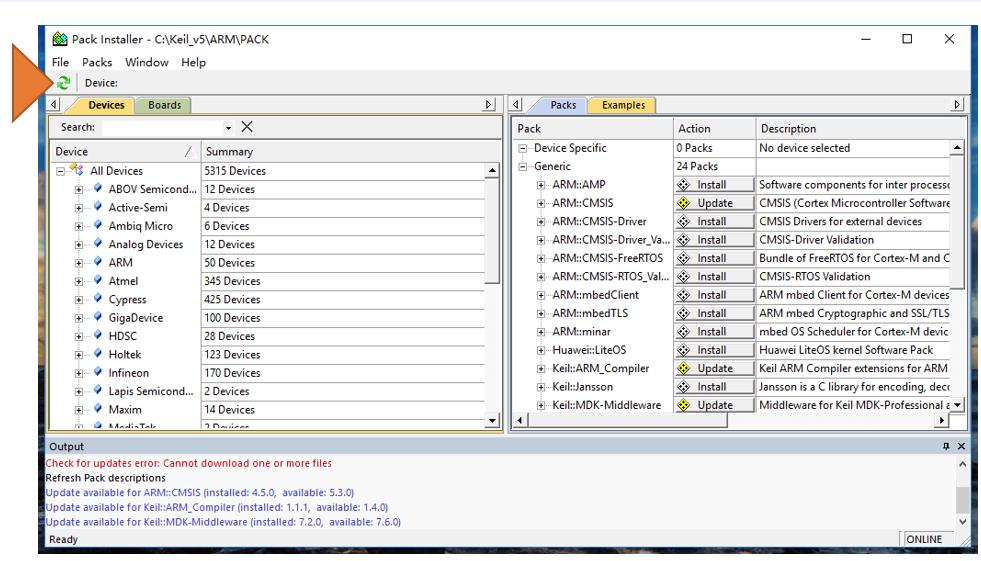 Pack Installer - C:\Keil_v5\ARM\PACK
File Packs Window Help
Device:
Devices Boards
Search:
Device / Summary
All Devices 5315 Devices
ABOV Semicond... 12 Devices
Active-Semi 4 Devices
Ambiq Micro 6 Devices
Analog Devices 12 Devices
ARM 50 Devices
Atmel 345 Devices
Cypress 425 Devices
GigaDevice 100 Devices
HDSC 28 Devices
Holtek 123 Devices
Infineon 170 Devices
Lapis Semicond... 2 Devices
Maxim 14 Devices
MediaTek 2 Devices
Packs Examples
Pack Action Description
Device Specific 0 Packs No device selected
Generic 24 Packs
ARM::AMP Install Software components for inter processo
ARM::CMSIS Update CMSIS (Cortex Microcontroller Software
ARM::CMSIS-Driver Install CMSIS Drivers for external devices
ARM::CMSIS-Driver_Va... Install CMSIS-Driver Validation
ARM::CMSIS-FreeRTOS Install Bundle of FreeRTOS for Cortex-M and C
ARM::CMSIS-RTOS_Val... Install CMSIS-RTOS Validation
ARM::mbedClient Install ARM mbed Client for Cortex-M devices
ARM::mbedTLS Install ARM mbed Cryptographic and SSL/TLS
ARM::minar Install mbed OS Scheduler for Cortex-M devic
Huawei::LiteOS Install Huawei LiteOS kernel Software Pack
Keil::ARM_Compiler Update Keil ARM Compiler extensions for ARM
Keil::Jansson Install Jansson is a C library for encoding, deco
Keil::MDK-Middleware Update Middleware for Keil MDK-Professional a
Output
Check for updates error: Cannot download one or more files
Refresh Pack descriptions
Update available for ARM::CMSIS (installed: 4.5.0, available: 5.3.0)
Update available for Keil::ARM_Compiler (installed: 1.1.1, available: 1.4.0)
Update available for Keil::MDK-Middleware (installed: 7.2.0, available: 7.6.0)
Ready ONLINE